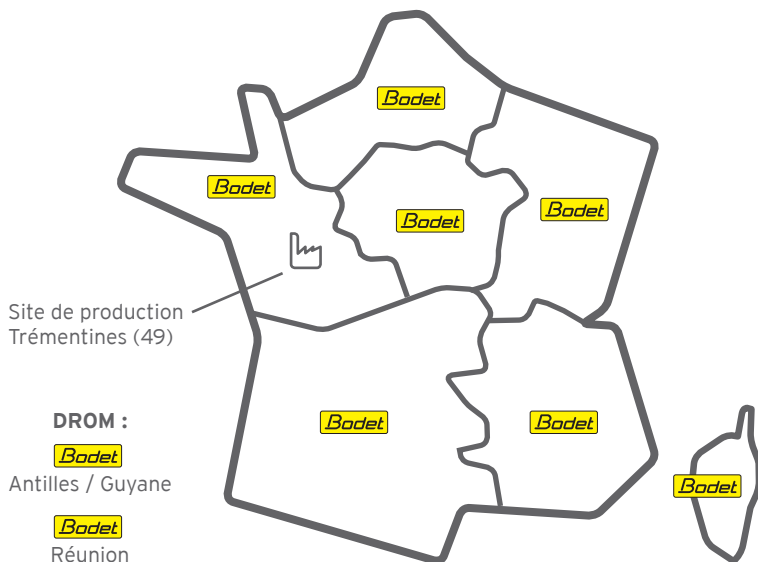 Bodet
Bodet
Bodet
Bodet
Site de production
Trémentines (49)
Bodet
Bodet
DROM :
Bodet
Antilles / Guyane
Bodet
Bodet
Réunion